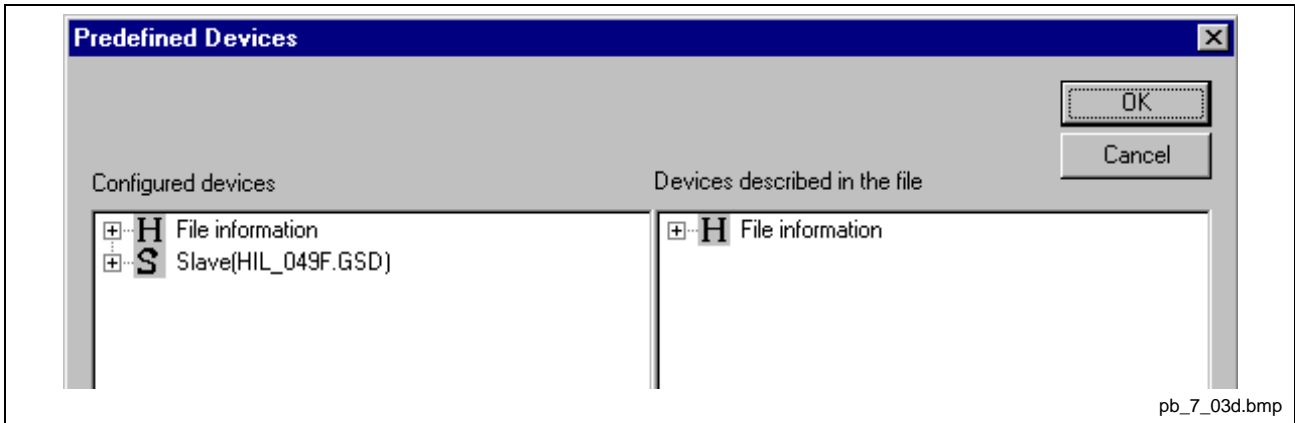 Predefined Devices
OK
Cancel
Configured devices
Devices described in the file
H File information
S Slave(HIL_049F.GSD)
H File information
pb_7_03d.bmp